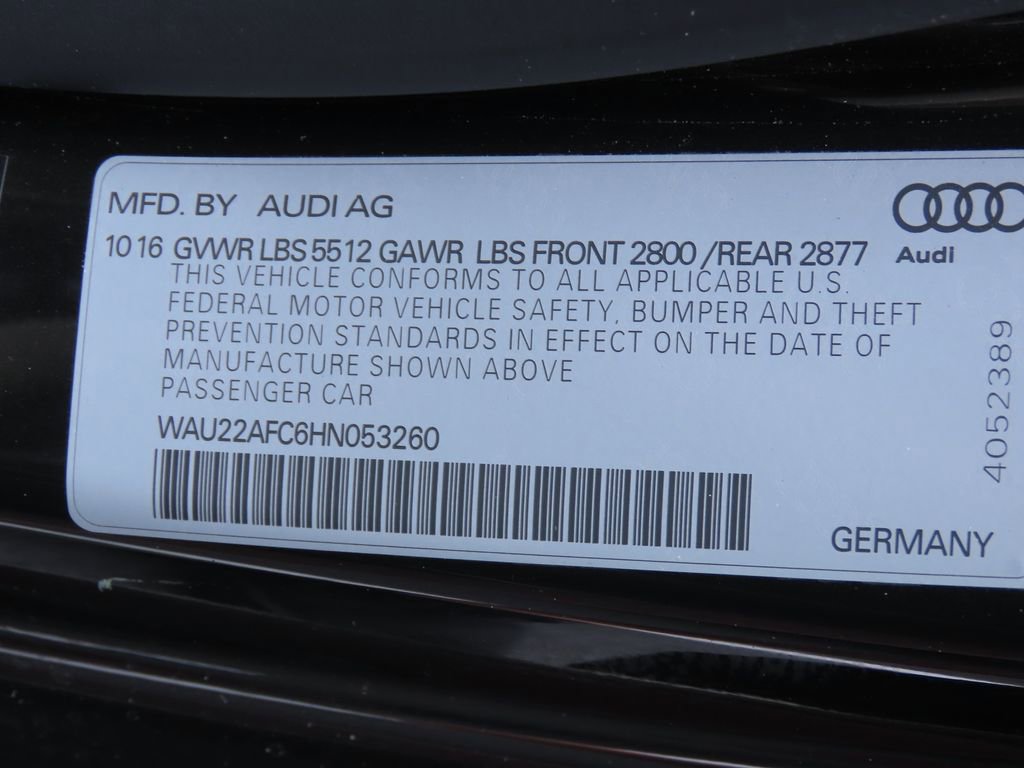 MFD. BY AUDI AG
10 16 GVWR LBS 5512 GAWR LBS FRONT 2800 /REAR 2877
Audi
THIS VEHICLE CONFORMS TO ALL APPLICABLE U.S.
FEDERAL MOTOR VEHICLE SAFETY, BUMPER AND THEFT
PREVENTION STANDARDS IN EFFECT ON THE DATE OF
MANUFACTURE SHOWN ABOVE
PASSENGER CAR
WAU22AFC6HN053260
4052389
GERMANY